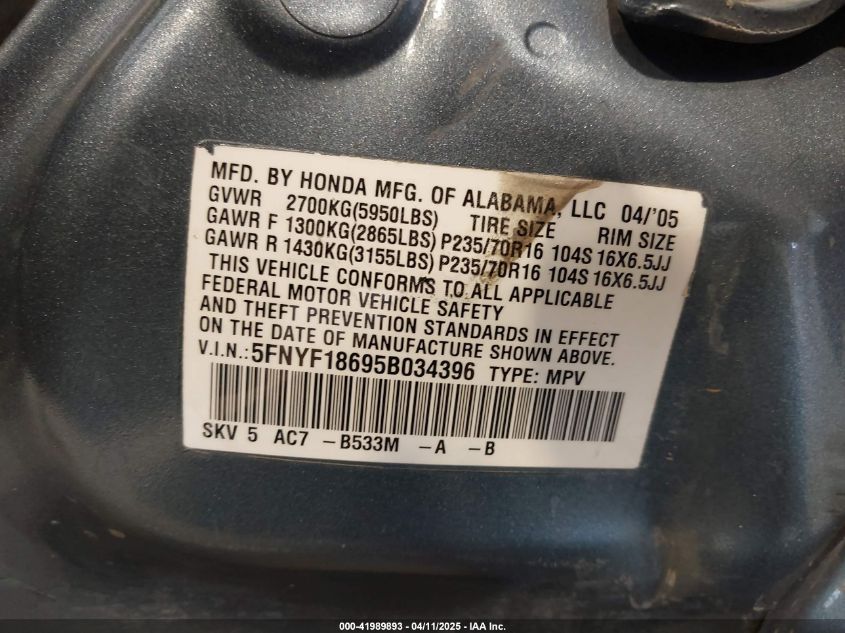 MFD. BY HONDA MFG. OF ALABAMA, LLC 04/'05
GVWR 2700KG(5950LBS) TIRE SIZE RIM SIZE
GAWR F 1300KG(2865LBS) P235/70R16 104S 16X6.5JJ
GAWR R 1430KG(3155LBS) P235/70R16 104S 16X6.5JJ
THIS VEHICLE CONFORMS TO ALL APPLICABLE
FEDERAL MOTOR VEHICLE SAFETY
AND THEFT PREVENTION STANDARDS IN EFFECT
ON THE DATE OF MANUFACTURE SHOWN ABOVE.
V.I.N.: 5FNYF18695B034396 TYPE: MPV
SKV 5 AC7 -B533M -A -B
000-41989893 - 04/11/2025 - IAA Inc.